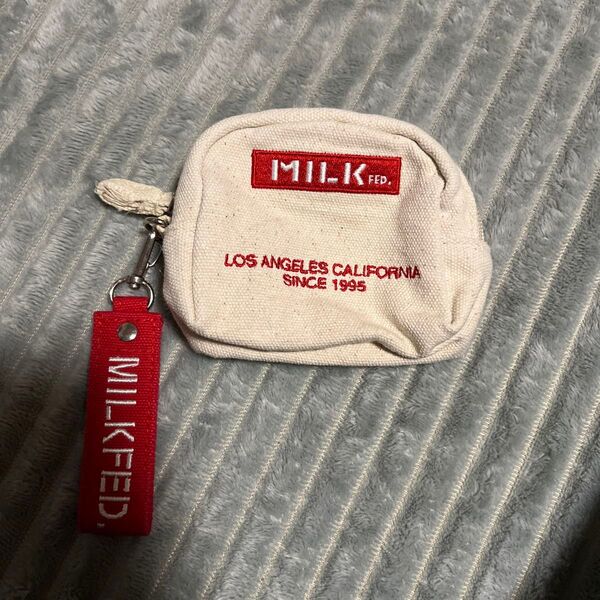 MILK FED.
LOS ANGELES CALIFORNIA
SINCE 1995
MILKFED.